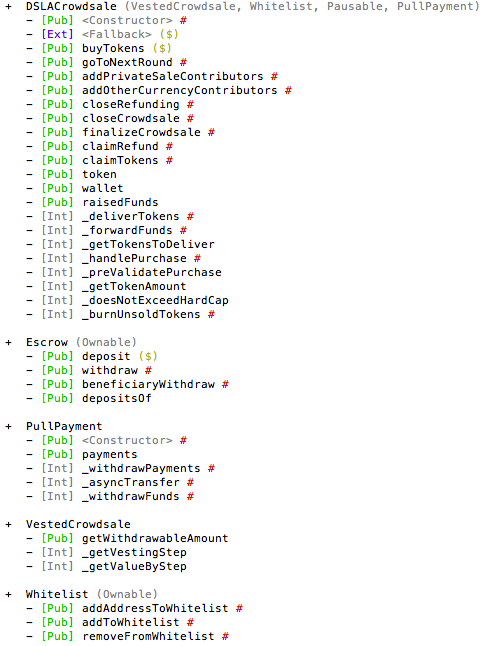 + DSLACrowdsale (VestedCrowdsale, Whitelist, Pausable, PullPayment)
- [Pub] <Constructor> #
- [Ext] <Fallback> ($)
- [Pub] buyTokens ($)
- [Pub] goToNextRound #
- [Pub] addPrivateSaleContributors #
- [Pub] addOtherCurrencyContributors #
- [Pub] closeRefunding #
- [Pub] closeCrowdsale #
- [Pub] finalizeCrowdsale #
- [Pub] claimRefund #
- [Pub] claimTokens #
- [Pub] token
- [Pub] wallet
- [Pub] raisedFunds
- [Int] _deliverTokens #
- [Int] _forwardFunds #
- [Int] _getTokensToDeliver
- [Int] _handlePurchase #
- [Int] _preValidatePurchase
- [Int] _getTokenAmount
- [Int] _doesNotExceedHardCap
- [Int] _burnUnsoldTokens #
+ Escrow (Ownable)
- [Pub] deposit ($)
- [Pub] withdraw #
- [Pub] beneficiaryWithdraw #
- [Pub] depositsOf
+ PullPayment
- [Pub] <Constructor> #
- [Pub] payments
- [Int] _withdrawPayments #
- [Int] _asyncTransfer #
- [Int] _withdrawFunds #
+ VestedCrowdsale
- [Pub] getWithdrawableAmount
- [Int] _getVestingStep
- [Int] _getValueByStep
+ Whitelist (Ownable)
- [Pub] addAddressToWhitelist #
- [Pub] addToWhitelist #
- [Pub] removeFromWhitelist #